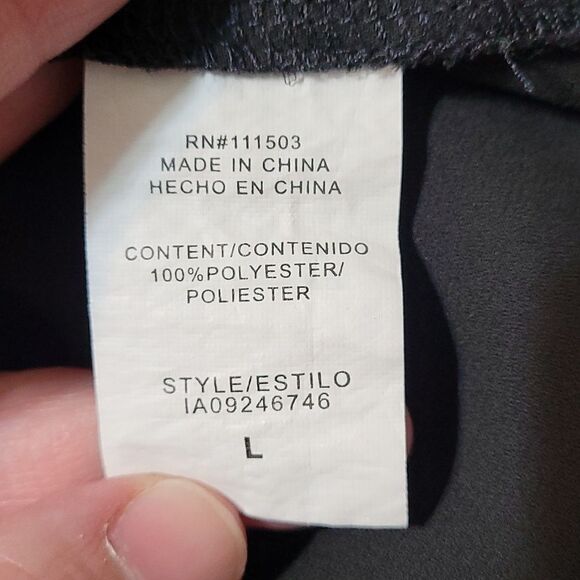 RN#111503
MADE IN CHINA
HECHO EN CHINA
CONTENT/CONTENIDO
100%POLYESTER/
POLIESTER
STYLE/ESTILO
IA09246746
L